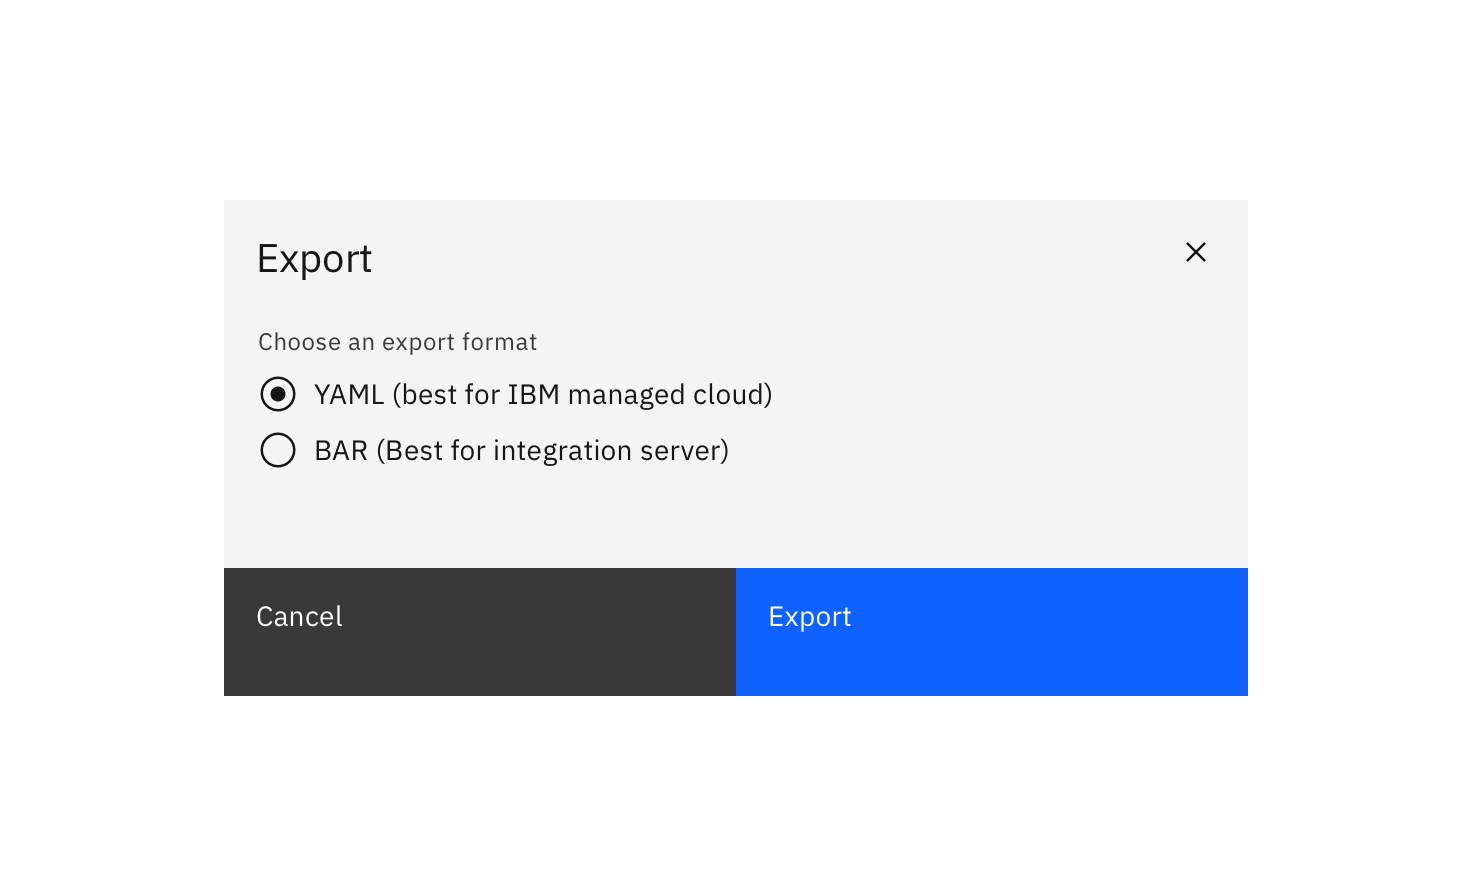 Export
Choose an export format
YAML (best for IBM managed cloud)
BAR (Best for integration server)
Cancel
Export